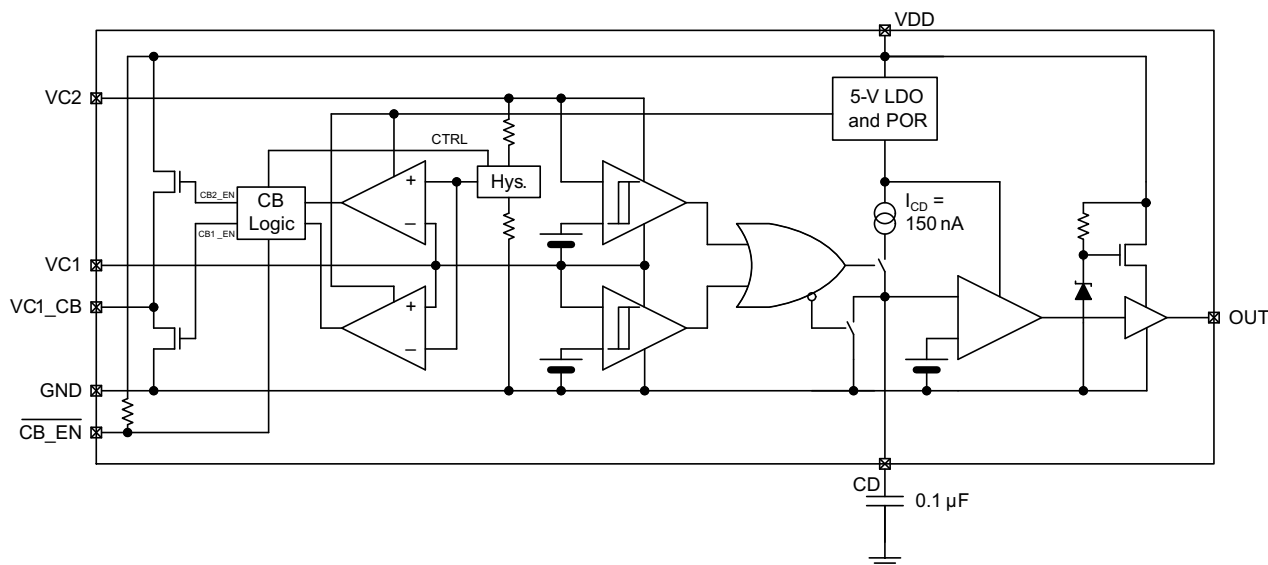 VDD
VC2
5-V LDO
and POR
CTRL
+
Hys.
CB2_EN
CB
Logic
–
I_CD =
150 nA
CB1_EN
VC1
VC1_CB
+
–
OUT
GND
CB_EN
CD
0.1 µF